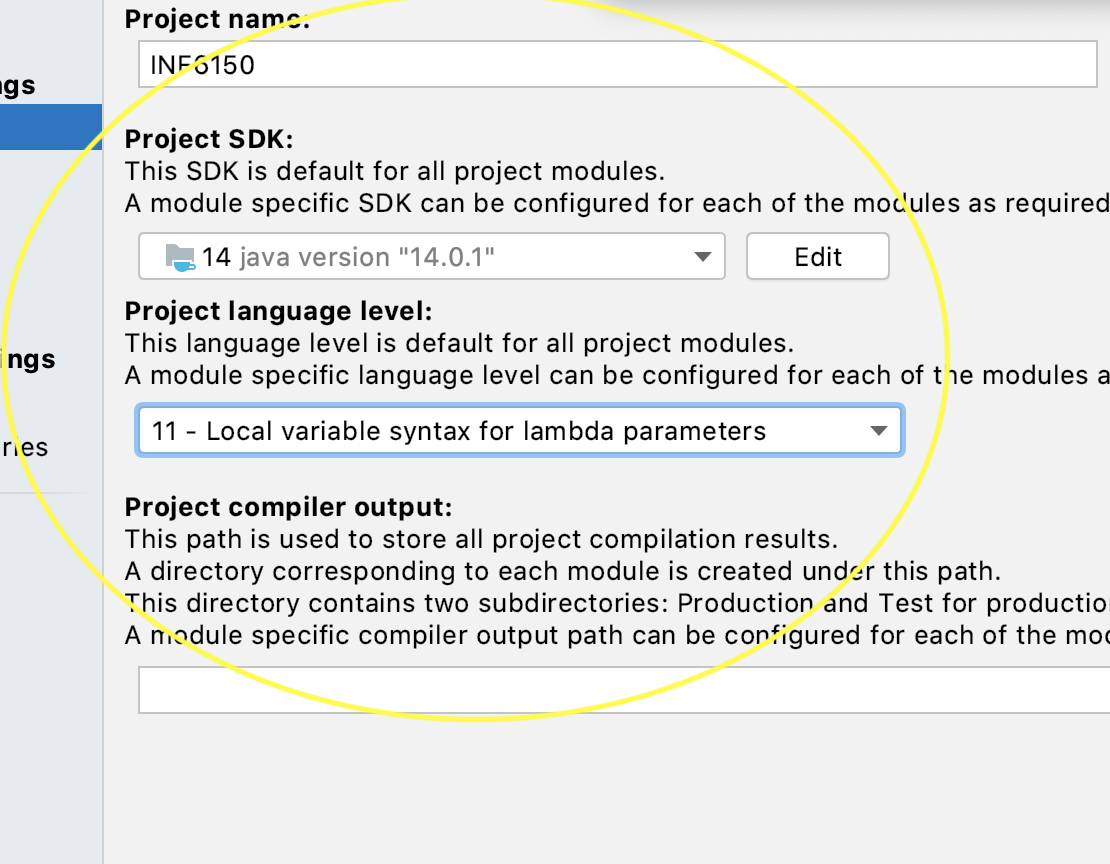 Project name:
INF6150
ngs
Project SDK:
This SDK is default for all project modules.
A module specific SDK can be configured for each of the modules as required
14 java version "14.0.1"
Edit
Project language level:
This language level is default for all project modules.
ings
A module specific language level can be configured for each of the modules a
11 - Local variable syntax for lambda parameters
ries
Project compiler output:
This path is used to store all project compilation results.
A directory corresponding to each module is created under this path.
This directory contains two subdirectories: Production and Test for productio
A module specific compiler output path can be configured for each of the mod